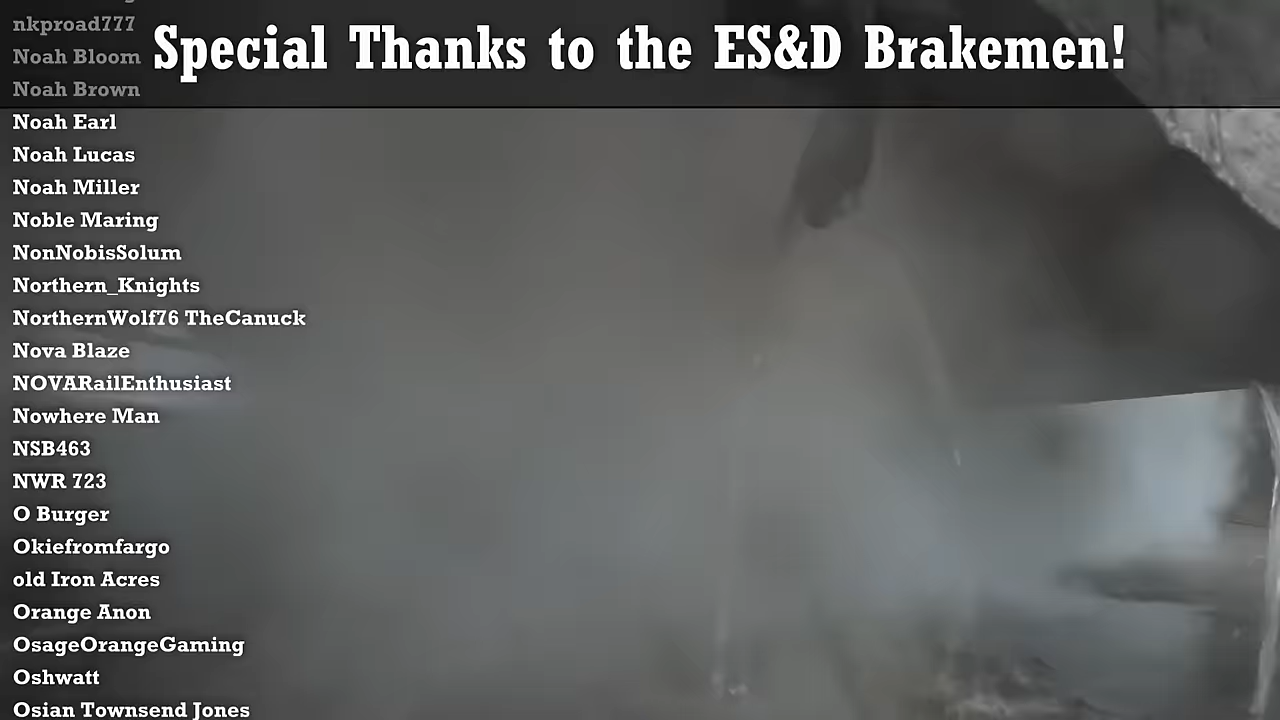 Special Thanks to the ES&D Brakemen!
nkproad777
Noah Bloom
Noah Brown
Noah Earl
Noah Lucas
Noah Miller
Noble Maring
NonNobisSolum
Northern_Knights
NorthernWolf76 TheCanuck
Nova Blaze
NOVARailEnthusiast
Nowhere Man
NSB463
NWR 723
O Burger
Okiefromfargo
old Iron Acres
Orange Anon
OsageOrangeGaming
Oshwatt
Osian Townsend Jones